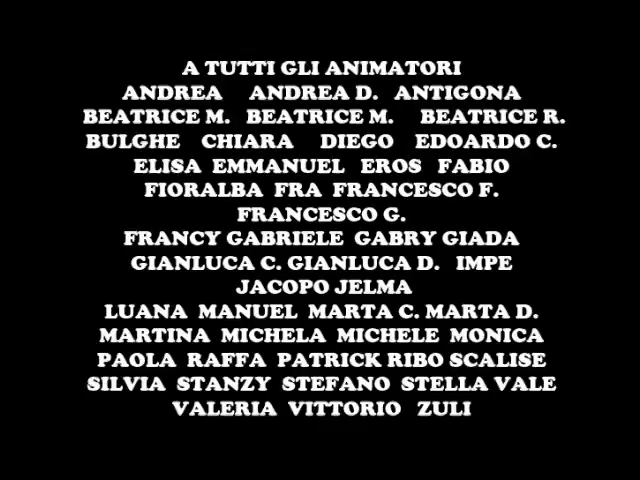 A TUTTI GLI ANIMATORI
ANDREA ANDREA D. ANTIGONA
BEATRICE M. BEATRICE M. BEATRICE R.
BULGHE CHIARA DIEGO EDOARDO C.
ELISA EMMANUEL EROS FABIO
FIORALBA FRA FRANCESCO F.
FRANCESCO G.
FRANCY GABRIELE GABRY GIADA
GIANLUCA C. GIANLUCA D. IMPE
JACOPO JELMA
LUANA MANUEL MARTA C. MARTA D.
MARTINA MICHELA MICHELE MONICA
PAOLA RAFFA PATRICK RIBO SCALISE
SILVIA STANZY STEFANO STELLA VALE
VALERIA VITTORIO ZULI